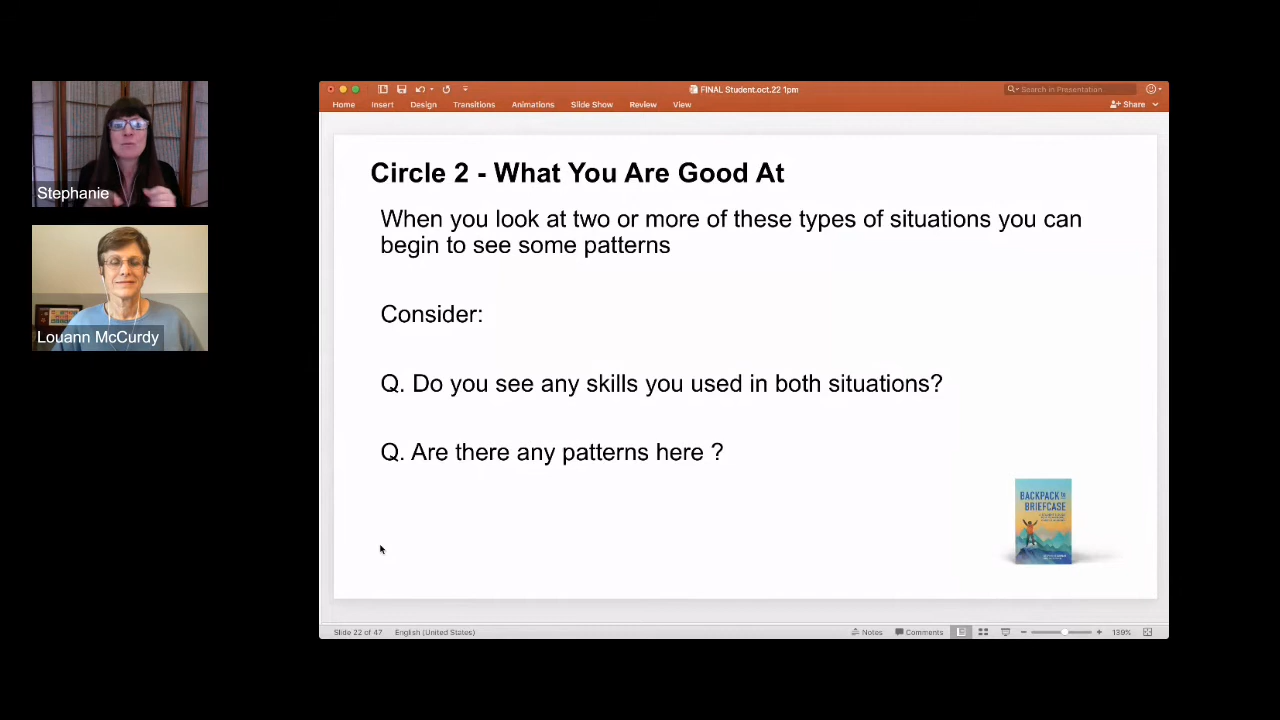 Stephanie
Louann McCurdy
FINAL Student.oct.22 1pm
Search in Presentation
Home Insert Design Transitions Animations Slide Show Review View
Share
Circle 2 - What You Are Good At
When you look at two or more of these types of situations you can
begin to see some patterns
Consider:
Q. Do you see any skills you used in both situations?
Q. Are there any patterns here ?
BACKPACK TO
BRIEFCASE
Slide 22 of 47 English (United States)
Notes Comments 139%